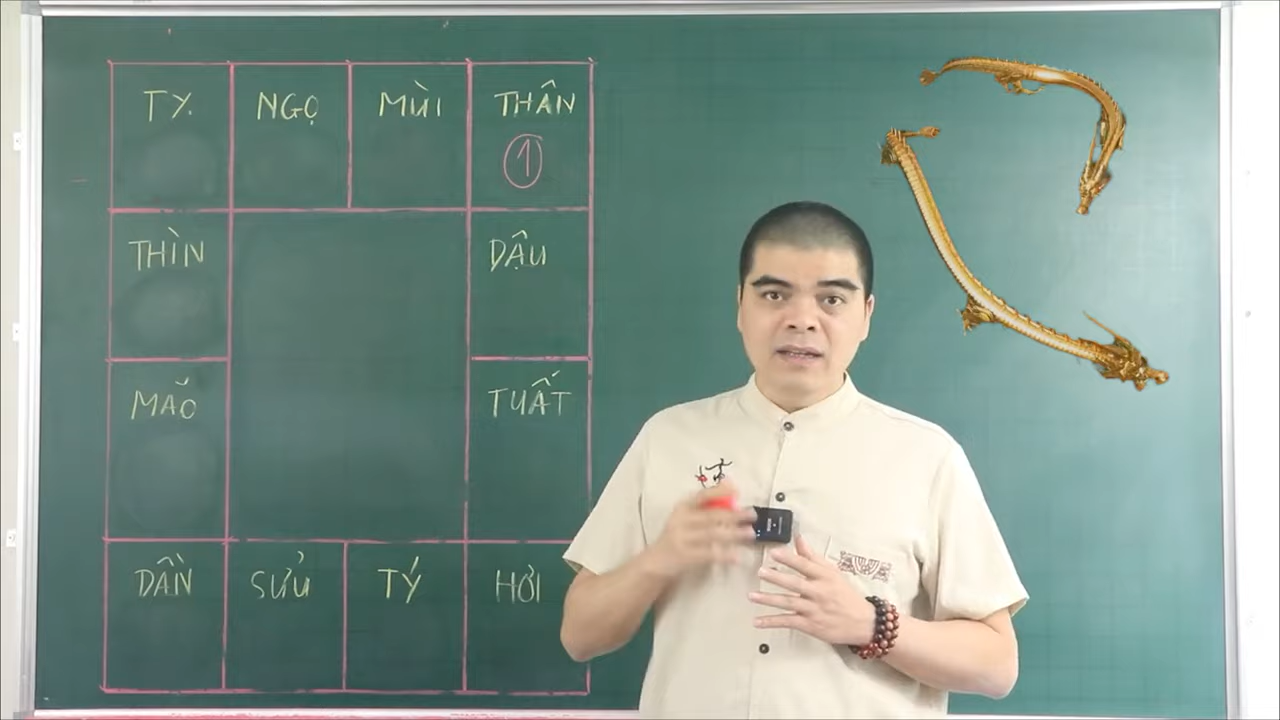 TỴ NGỌ MÙI THÂN
①
THÌN DẬU
MÃO TUẤT
DẦN SỬU TÝ HỢI